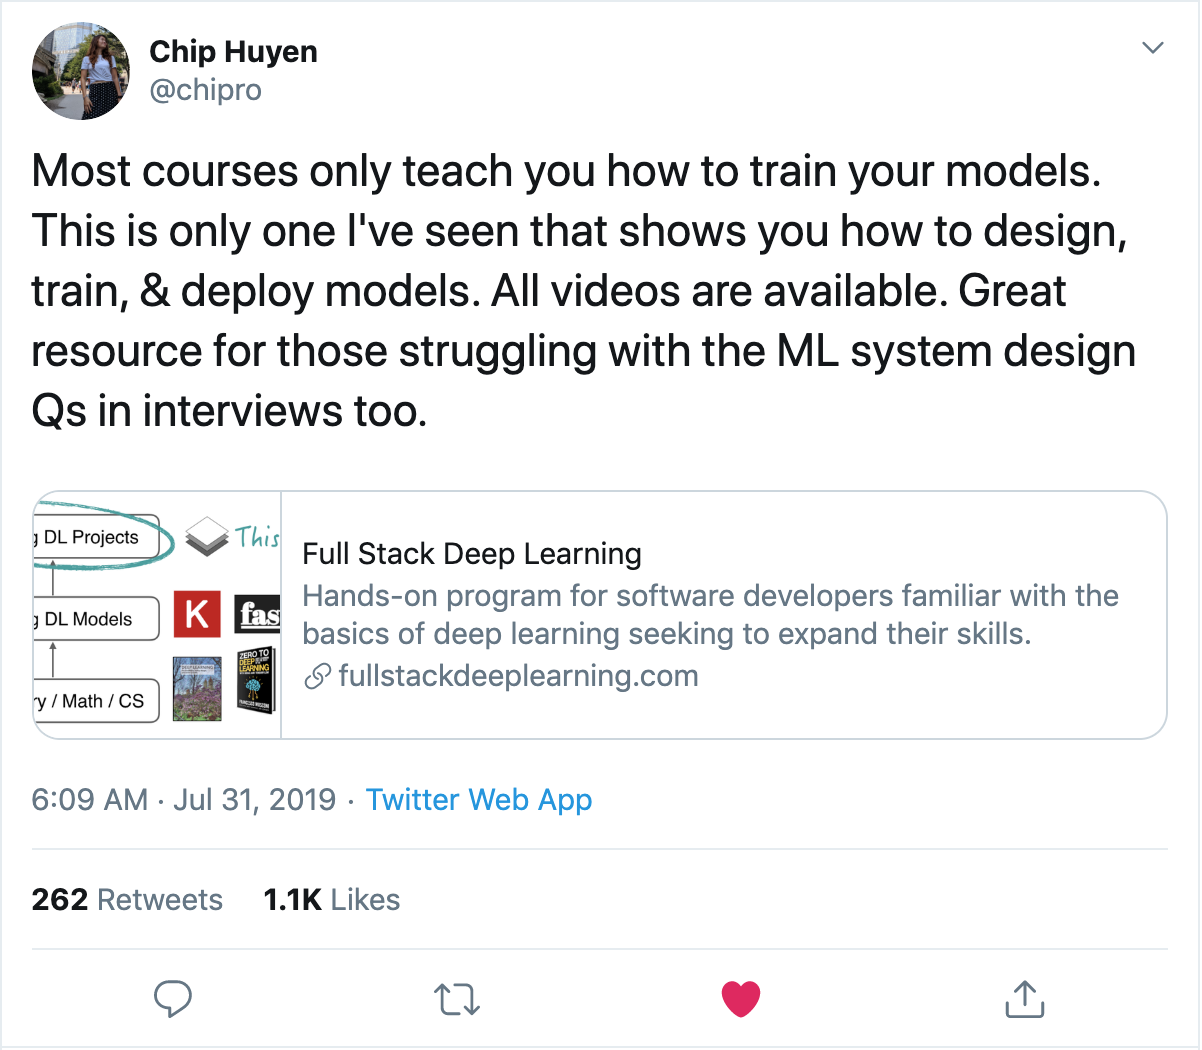 Chip Huyen
@chipro
Most courses only teach you how to train your models.
This is only one I've seen that shows you how to design,
train, & deploy models. All videos are available. Great
resource for those struggling with the ML system design
Qs in interviews too.
DL Projects
This
DL Models
K
fas
ry / Math / CS
DEEP LEARNING
ZERO TO
DEEP
LEARNING
Full Stack Deep Learning
Hands-on program for software developers familiar with the
basics of deep learning seeking to expand their skills.
fullstackdeeplearning.com
6:09 AM · Jul 31, 2019 · Twitter Web App
262 Retweets 1.1K Likes